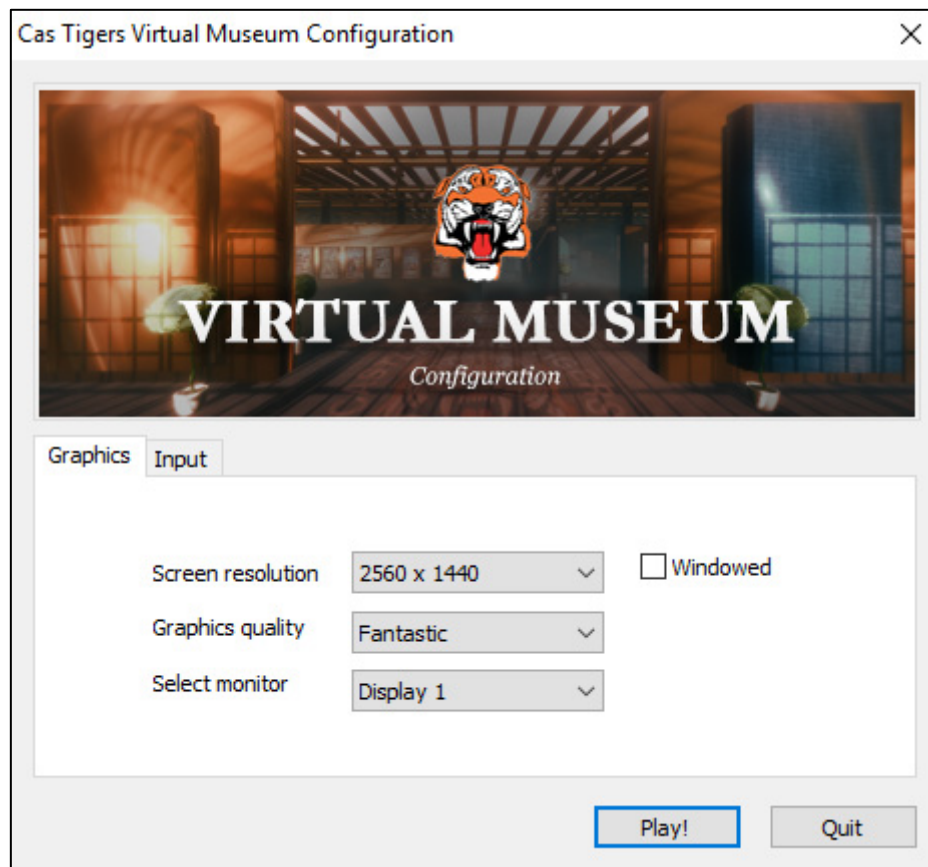 Cas Tigers Virtual Museum Configuration
VIRTUAL MUSEUM
Configuration
Graphics
Input
Screen resolution
2560 x 1440
Windowed
Graphics quality
Fantastic
Select monitor
Display 1
Play!
Quit